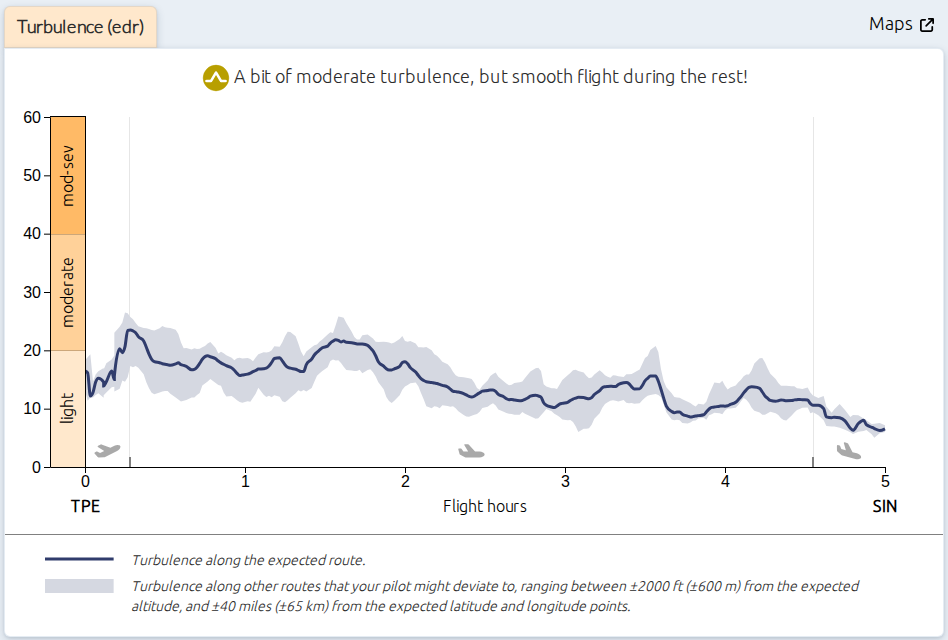 Turbulence (edr)
Maps
A bit of moderate turbulence, but smooth flight during the rest!
60
50
40
30
20
10
0
mod-sev
moderate
light
0 1 2 3 4 5
TPE Flight hours SIN
Turbulence along the expected route.
Turbulence along other routes that your pilot might deviate to, ranging between ±2000 ft (±600 m) from the expected
altitude, and ±40 miles (±65 km) from the expected latitude and longitude points.